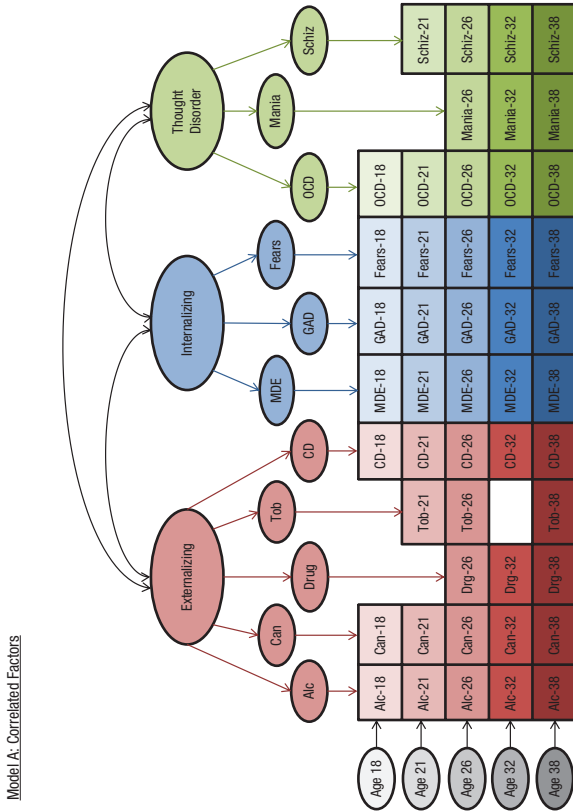 Model A: Correlated Factors
Externalizing
Internalizing
Thought
Disorder
Alc
Can
Drug
Tob
CD
MDE
GAD
Fears
OCD
Mania
Schiz
Age 18
Alc-18
Can-18
CD-18
MDE-18
GAD-18
Fears-18
OCD-18
Age 21
Alc-21
Can-21
Tob-21
CD-21
MDE-21
GAD-21
Fears-21
OCD-21
Schiz-21
Age 26
Alc-26
Can-26
Drg-26
Tob-26
CD-26
MDE-26
GAD-26
Fears-26
OCD-26
Mania-26
Schiz-26
Age 32
Alc-32
Can-32
Drg-32
CD-32
MDE-32
GAD-32
Fears-32
OCD-32
Mania-32
Schiz-32
Age 38
Alc-38
Can-38
Drg-38
Tob-38
CD-38
MDE-38
GAD-38
Fears-38
OCD-38
Mania-38
Schiz-38